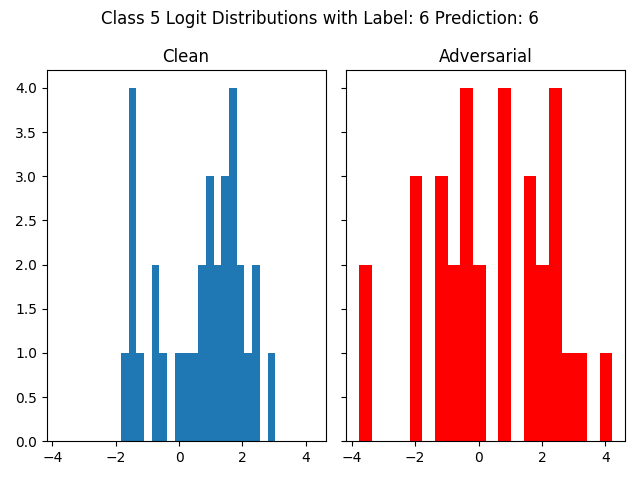 Class 5 Logit Distributions with Label: 6 Prediction: 6
Clean
Adversarial
4.0
3.5
3.0
2.5
2.0
1.5
1.0
0.5
0.0
−4 −2 0 2 4
−4 −2 0 2 4